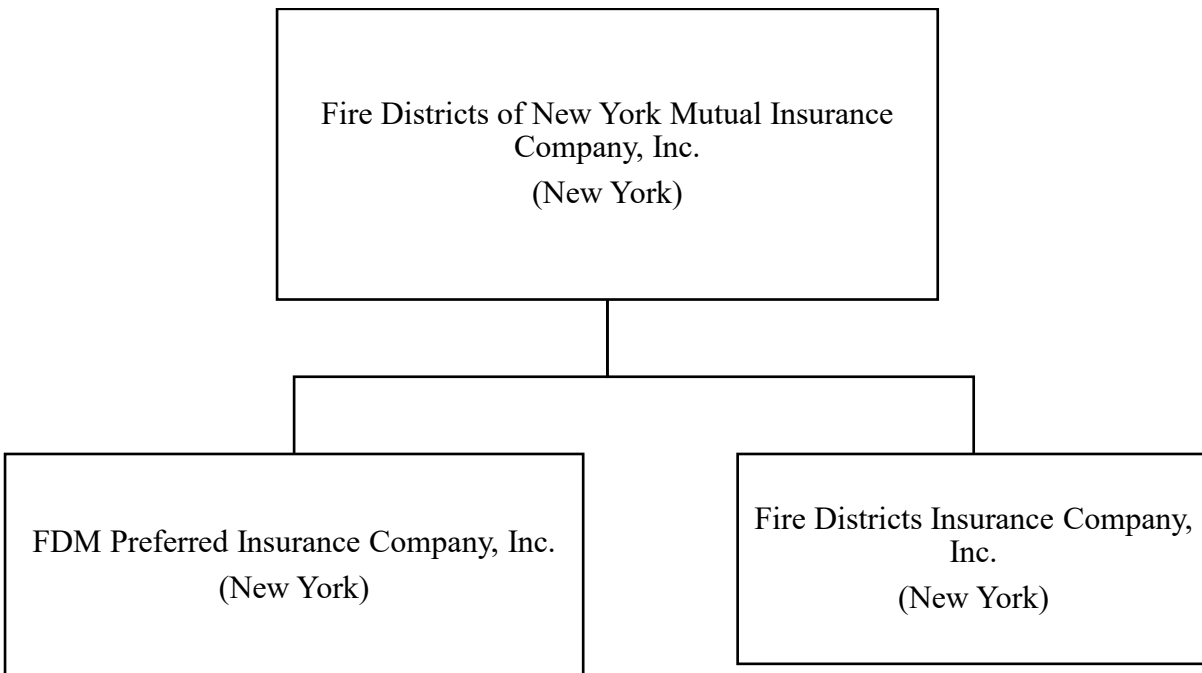 Fire Districts of New York Mutual Insurance
Company, Inc.
(New York)
FDM Preferred Insurance Company, Inc.
(New York)
Fire Districts Insurance Company,
Inc.
(New York)